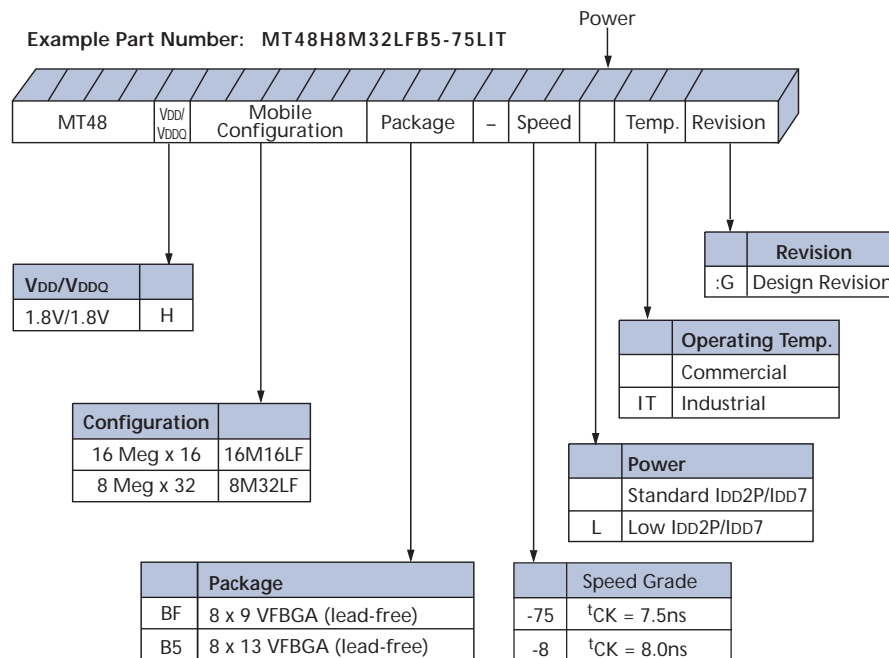 Power
Example Part Number: MT48H8M32LFB5-75LIT
MT48
VDD/
VDDQ
Mobile
Configuration
Package
–
Speed
Temp.
Revision
Revision
:G Design Revision
VDD/VDDQ
1.8V/1.8V H
Operating Temp.
Commercial
IT Industrial
Configuration
16 Meg x 16 16M16LF
8 Meg x 32 8M32LF
Power
Standard IDD2P/IDD7
L Low IDD2P/IDD7
Package
BF 8 x 9 VFBGA (lead-free)
B5 8 x 13 VFBGA (lead-free)
Speed Grade
-75 tCK = 7.5ns
-8 tCK = 8.0ns